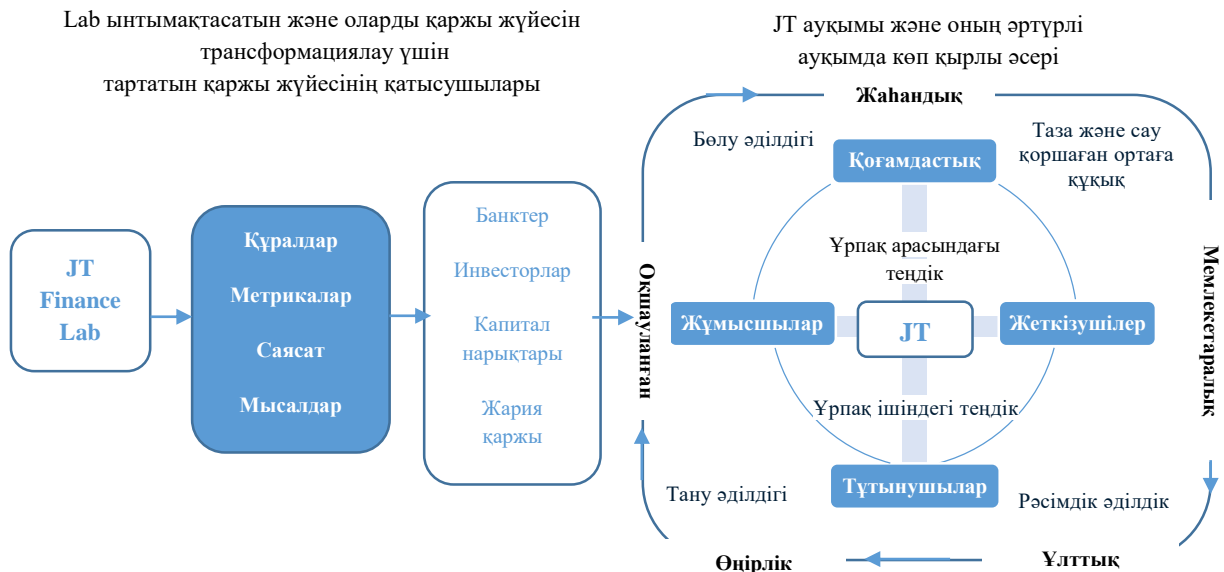 Lab ынтымақтасатын және оларды қаржы жүйесін
трансформациялау үшін
тартатын қаржы жүйесінің қатысушылары
JT
Finance
Lab
Құралдар
Метрикалар
Саясат
Мысалдар
Банктер
Инвесторлар
Капитал
нарықтары
Жария
қаржы
JT ауқымы және оның әртүрлі
ауқымда көп қырлы әсері
Жаһандық
Бөлу әділдігі
Қоғамдастық
Таза және сау
қоршаған ортаға
құқық
Оқшауланған
Ұрпақ арасындағы
теңдік
Жұмысшылар
JT
Жеткізушілер
Мемлекетаралық
Ұрпақ ішіндегі теңдік
Тұтынушылар
Тану әділдігі
Рәсімдік әділдік
Өңірлік
Ұлттық